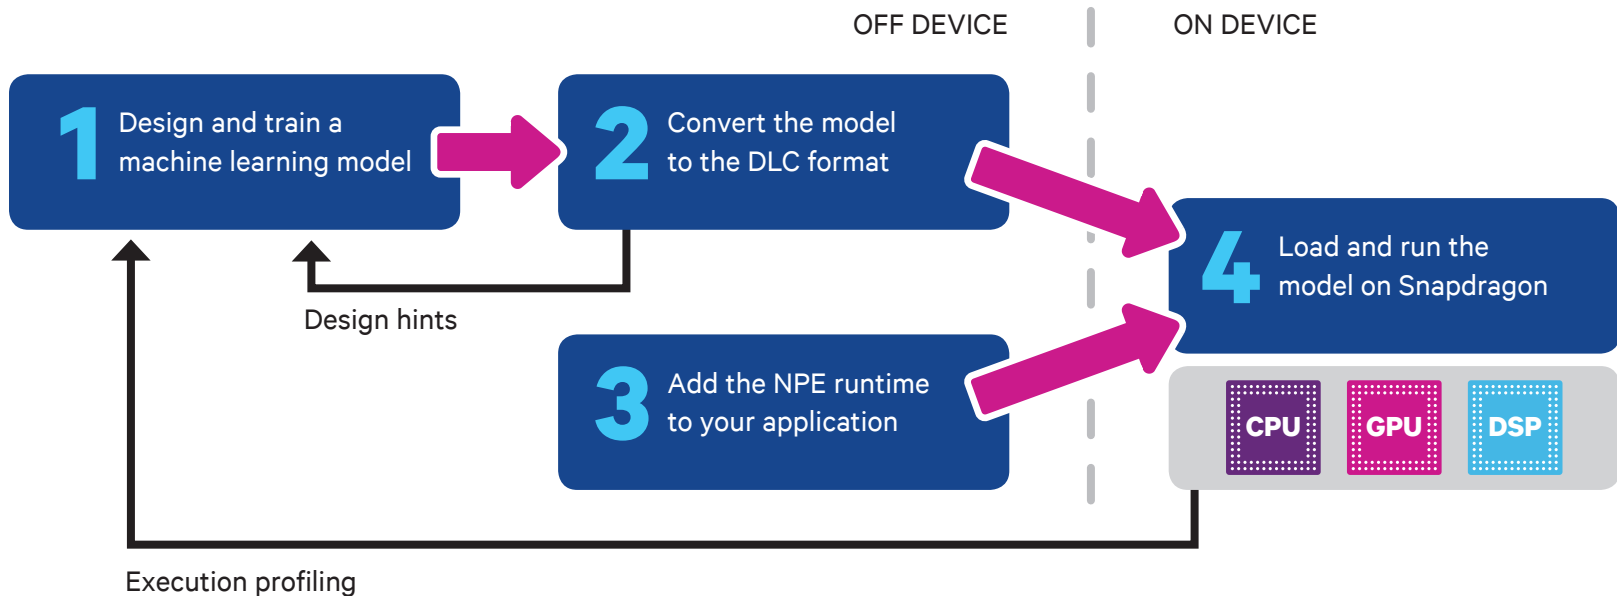 OFF DEVICE
ON DEVICE
1
Design and train a
machine learning model
2
Convert the model
to the DLC format
Design hints
3
Add the NPE runtime
to your application
4
Load and run the
model on Snapdragon
CPU
GPU
DSP
Execution profiling